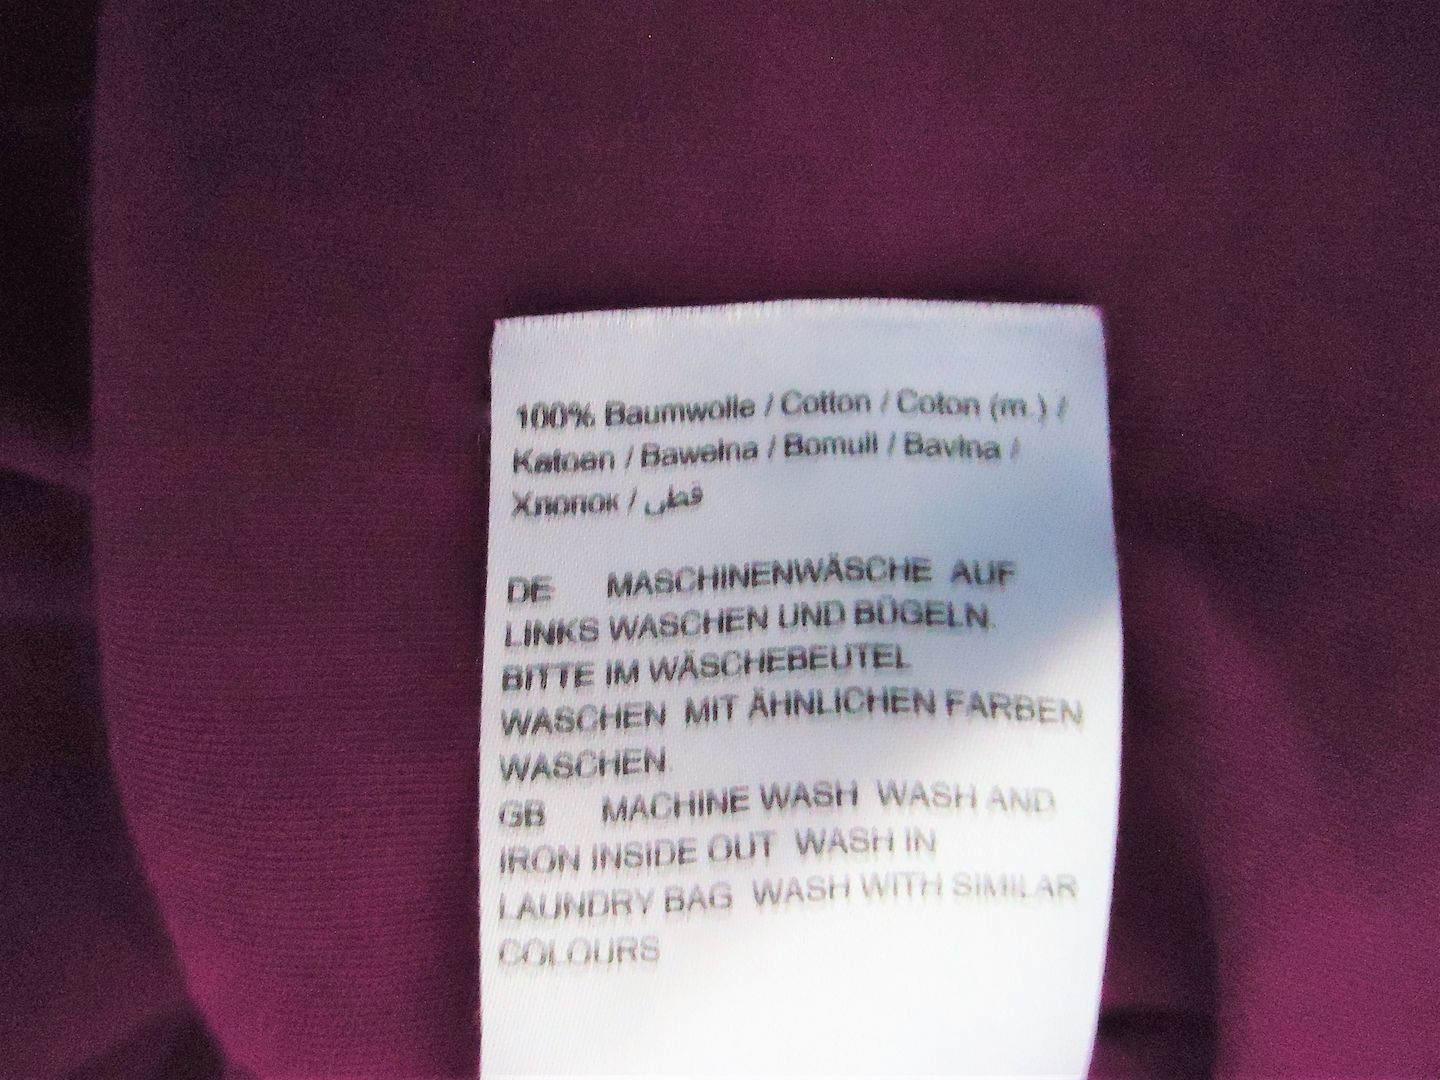 100% Baumwolle / Cotton / Coton (m.) /
Katoen / Bawełna / Bomull / Bavlna /
Хлопок / قطن
DE MASCHINENWÄSCHE AUF
LINKS WASCHEN UND BÜGELN.
BITTE IM WÄSCHEBEUTEL
WASCHEN MIT ÄHNLICHEN FARBEN
WASCHEN.
GB MACHINE WASH WASH AND
IRON INSIDE OUT WASH IN
LAUNDRY BAG WASH WITH SIMILAR
COLOURS